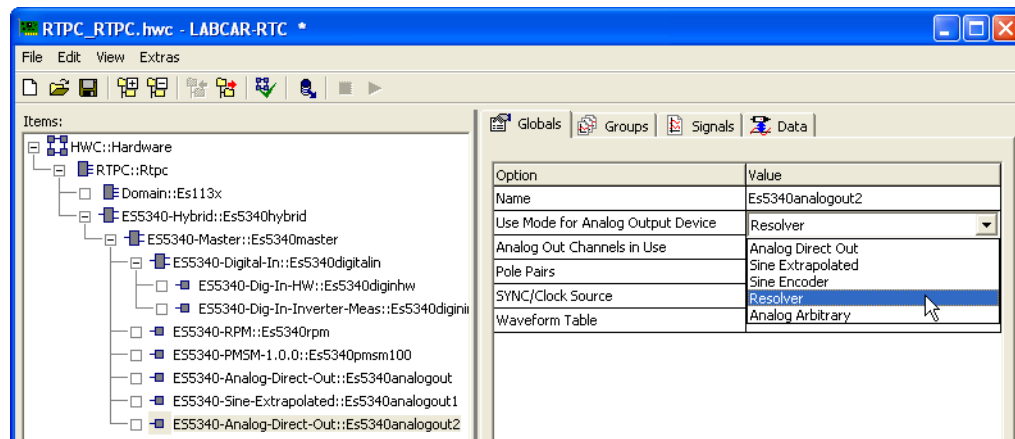 RTPC_RTPC.hwc - LABCAR-RTC *
File Edit View Extras
Items:
HWC::Hardware
RTPC::Rtpc
Domain::Es113x
ES5340-Hybrid::Es5340hybrid
ES5340-Master::Es5340master
ES5340-Digital-In::Es5340digitalin
ES5340-Dig-In-HW::Es5340diginhw
ES5340-Dig-In-Inverter-Meas::Es5340digini
ES5340-RPM::Es5340rpm
ES5340-PMSM-1.0.0::Es5340pmsm100
ES5340-Analog-Direct-Out::Es5340analogout
ES5340-Sine-Extrapolated::Es5340analogout1
ES5340-Analog-Direct-Out::Es5340analogout2
Globals Groups Signals Data
Option Value
Name Es5340analogout2
Use Mode for Analog Output Device Resolver
Analog Out Channels in Use
Pole Pairs
SYNC/Clock Source
Waveform Table
Analog Direct Out
Sine Extrapolated
Sine Encoder
Resolver
Analog Arbitrary